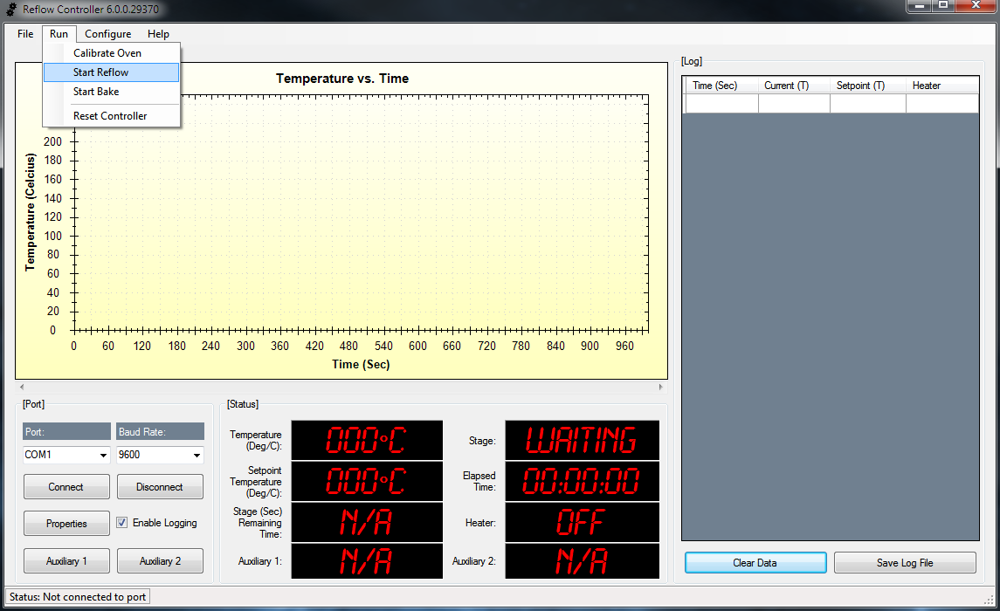 Reflow Controller 6.0.0.29370
File Run Configure Help
Calibrate Oven
Start Reflow
Start Bake
Reset Controller
Temperature vs. Time
Temperature (Celcius)
200
180
160
140
120
100
80
60
40
20
0
0 60 120 180 240 300 360 420 480 540 600 660 720 780 840 900 960
Time (Sec)
[Log]
Time (Sec) Current (T) Setpoint (T) Heater
[Port]
Port: Baud Rate:
COM1 9600
Connect Disconnect
Properties Enable Logging
Auxiliary 1 Auxiliary 2
[Status]
Temperature
(Deg/C):
000°C
Stage:
WAITING
Setpoint
Temperature
(Deg/C):
000°C
Elapsed
Time:
00:00:00
Stage (Sec)
Remaining
Time:
N/A
Heater:
OFF
Auxiliary 1:
N/A
Auxiliary 2:
N/A
Clear Data Save Log File
Status: Not connected to port